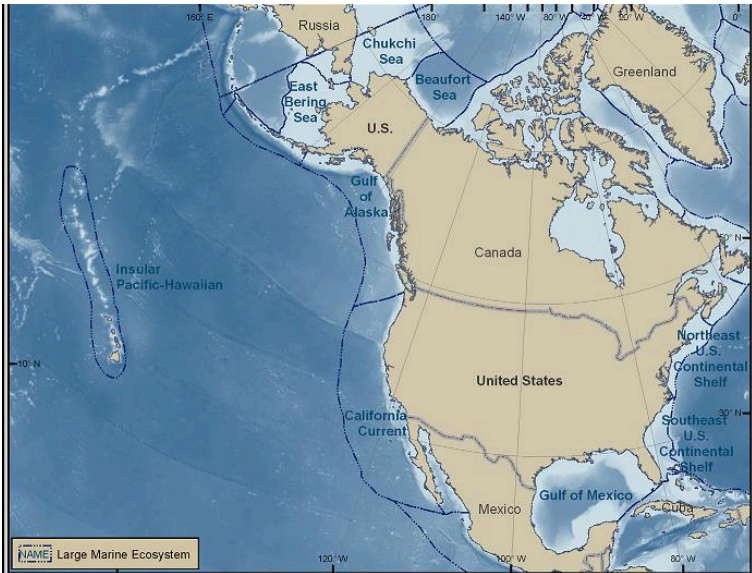 160° E
180°
140° W
80° W
40° W
20° W
0°
Russia
Chukchi
Sea
Beaufort
Sea
Greenland
East
Bering
Sea
U.S.
Gulf
of
Alaska
50° N
Canada
Insular
Pacific-Hawaiian
Northeast
U.S.
Continental
Shelf
10° N
United States
30° N
California
Current
Southeast
U.S.
Continental
Shelf
Gulf of Mexico
Mexico
Cuba
NAME Large Marine Ecosystem
120° W
100° W
80° W